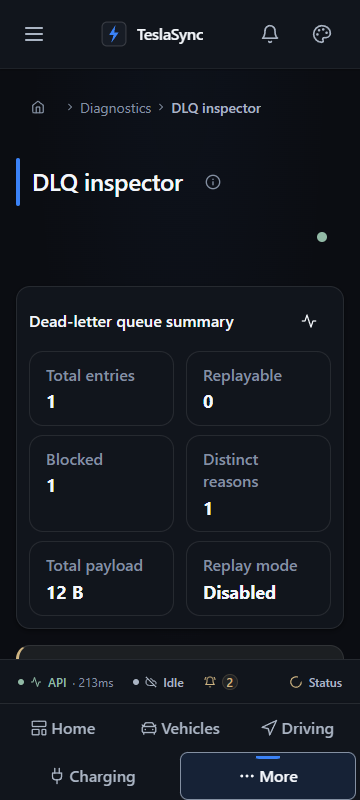 TeslaSync
Diagnostics
DLQ inspector
DLQ inspector
Dead-letter queue summary
Total entries
1
Replayable
0
Blocked
1
Distinct
reasons
1
Total payload
12 B
Replay mode
Disabled
API · 213ms
Idle
2
Status
Home
Vehicles
Driving
Charging
More